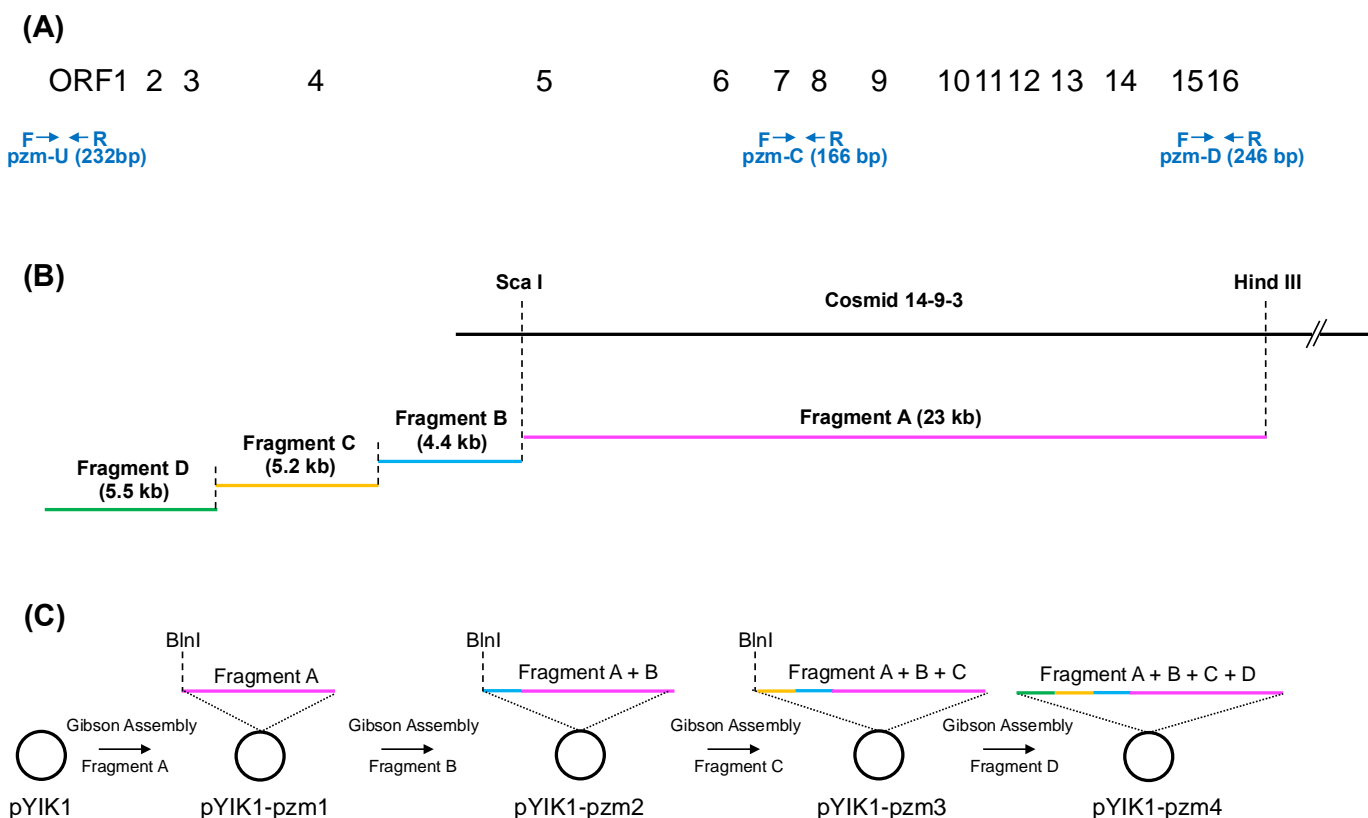 (A)
ORF1 2 3 4 5 6 7 8 9 10 11 12 13 14 15 16
F R F R F R
pzm-U (232bp) pzm-C (166 bp) pzm-D (246 bp)
(B)
Sca I Hind III
Cosmid 14-9-3
Fragment B
(4.4 kb)
Fragment A (23 kb)
Fragment C
(5.2 kb)
Fragment D
(5.5 kb)
(C)
BlnI BlnI BlnI
Fragment A Fragment A + B Fragment A + B + C Fragment A + B + C + D
Gibson Assembly Gibson Assembly Gibson Assembly Gibson Assembly
Fragment A Fragment B Fragment C Fragment D
pYIK1 pYIK1-pzm1 pYIK1-pzm2 pYIK1-pzm3 pYIK1-pzm4